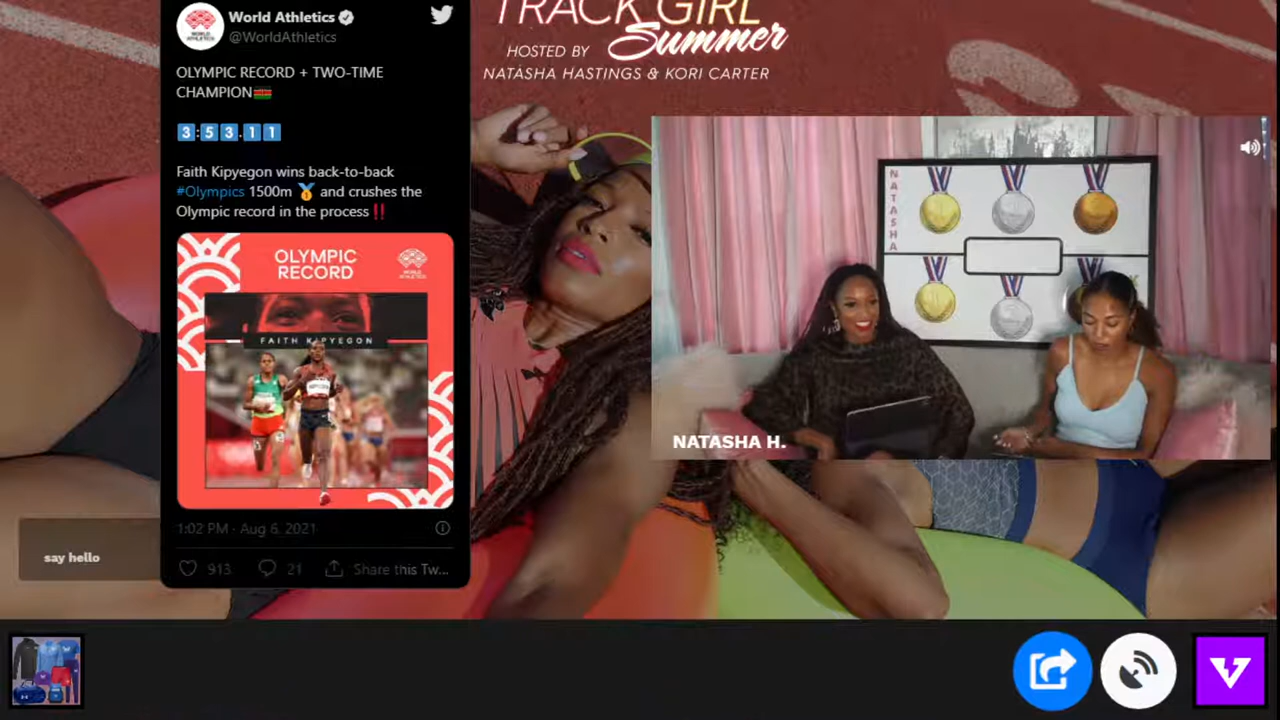 World Athletics
@WorldAthletics
OLYMPIC RECORD + TWO-TIME
CHAMPION🇰🇪
3:53.11
Faith Kipyegon wins back-to-back
#Olympics 1500m 🥇 and crushes the
Olympic record in the process‼️
OLYMPIC
RECORD
WORLD
ATHLETICS
FAITH KIPYEGON
1:02 PM · Aug 6, 2021
913 21 Share this Tw...
say hello
TRACK GIRL
Summer
HOSTED BY
NATASHA HASTINGS & KORI CARTER
NATASHA
NATASHA H.